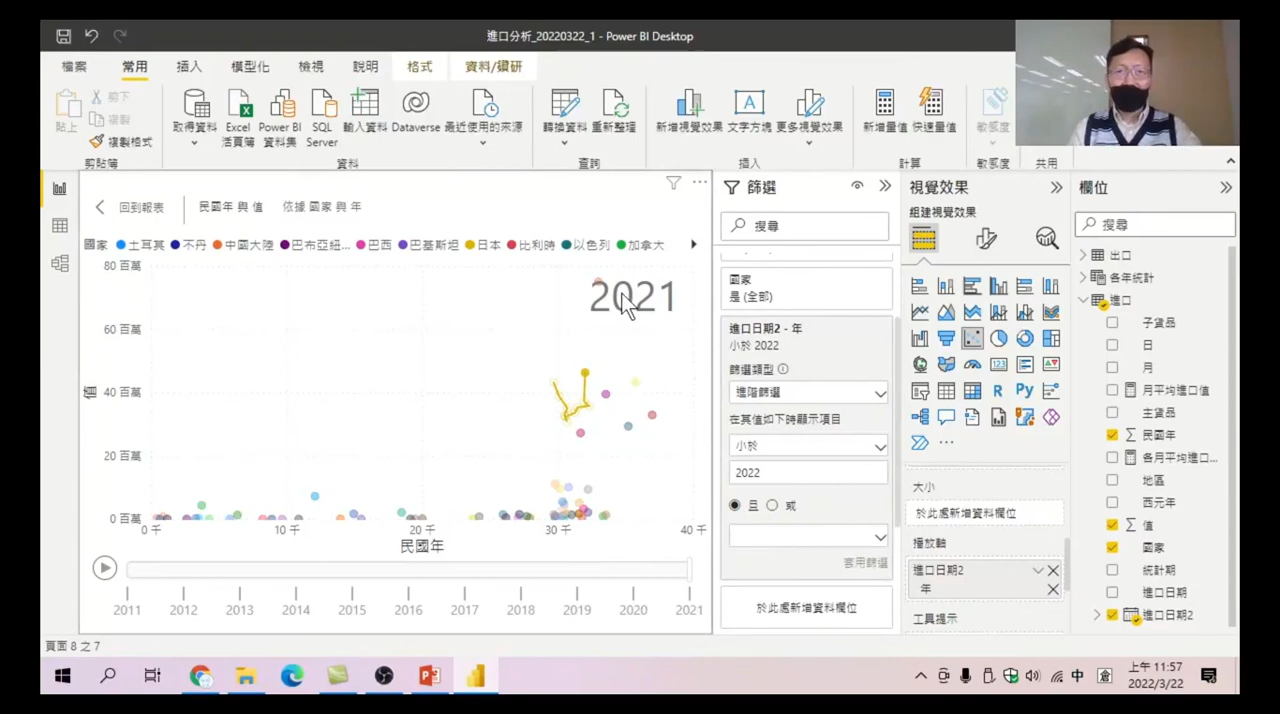 進口分析_20220322_1 - Power BI Desktop
檔案 常用 插入 模型化 檢視 說明 格式 資料/鑽研
貼上 剪下 複製 複製格式
取得資料 Excel 活頁簿 Power BI 資料集 SQL Server 輸入資料 Dataverse 最近使用的來源
轉換資料 重新整理
新增視覺效果 文字方塊 更多視覺效果
新增量值 快速量值 敏感度
剪貼簿 資料 查詢 插入 計算 敏感度 共用
回到報表 民國年 與 值 依據 國家 與 年
國家 土耳其 不丹 中國大陸 巴布亞紐... 巴西 巴基斯坦 日本 比利時 以色列 加拿大
80 百萬
2021
60 百萬
值
40 百萬
20 百萬
0 百萬
0 千 10 千 20 千 30 千 40 千
民國年
2011 2012 2013 2014 2015 2016 2017 2018 2019 2020 2021
頁面 8 之 7
篩選
搜尋
國家
是 (全部)
進口日期2 - 年
小於 2022
篩選類型
進階篩選
在其值如下時顯示項目
小於
2022
且 或
套用篩選
於此處新增資料欄位
視覺效果
組建視覺效果
123
R Py
...
大小
於此處新增資料欄位
播放軸
進口日期2
年
工具提示
欄位
搜尋
出口
各年統計
進口
子貨品
日
月
月平均進口值
主貨品
民國年
各月平均進口...
地區
西元年
值
國家
統計期
進口日期
進口日期2
中
上午 11:57
2022/3/22